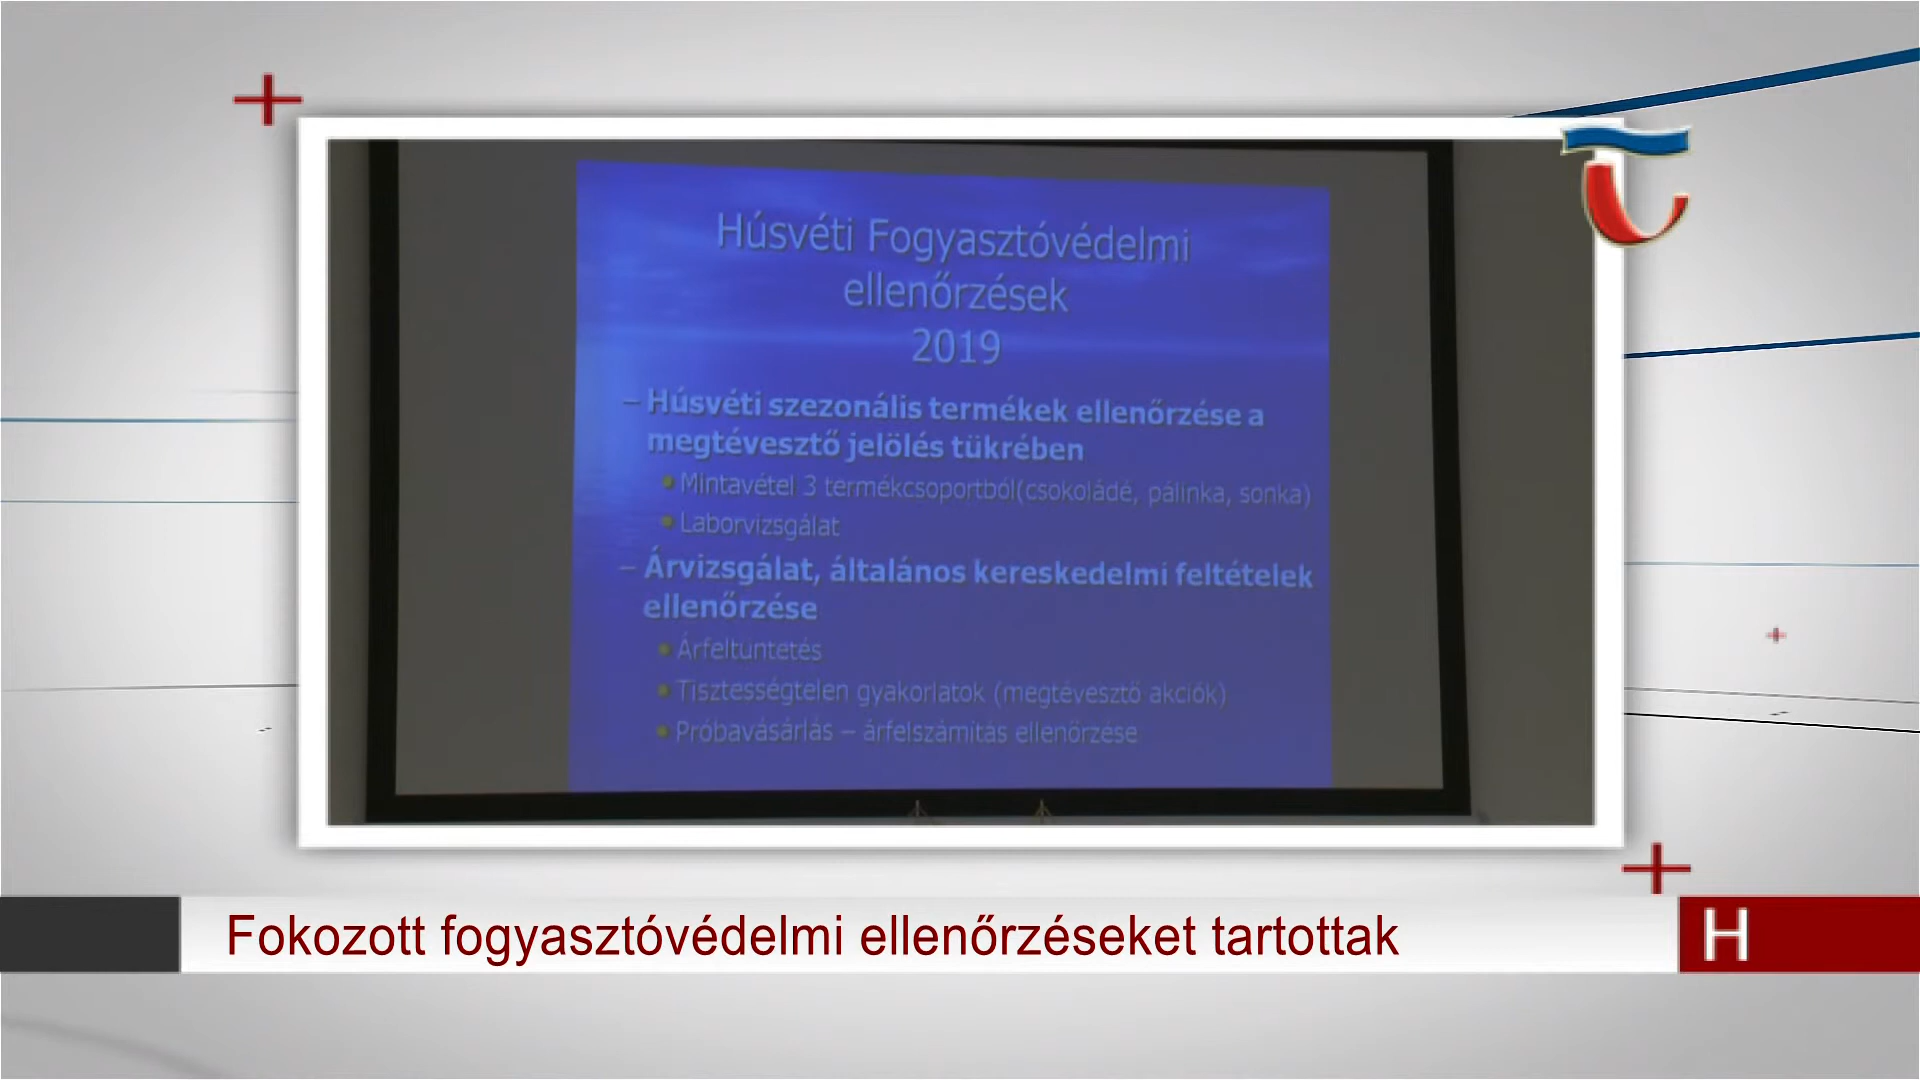 Húsvéti Fogyasztóvédelmi
ellenőrzések
2019
– Húsvéti szezonális termékek ellenőrzése a
megtévesztő jelölés tükrében
• Mintavétel 3 termékcsoportból(csokoládé, pálinka, sonka)
• Laborvizsgálat
– Árvizsgálat, általános kereskedelmi feltételek
ellenőrzése
• Árfeltüntetés
• Tisztességtelen gyakorlatok (megtévesztő akciók)
• Próbavásárlás – árfelszámítás ellenőrzése
Fokozott fogyasztóvédelmi ellenőrzéseket tartottak
H